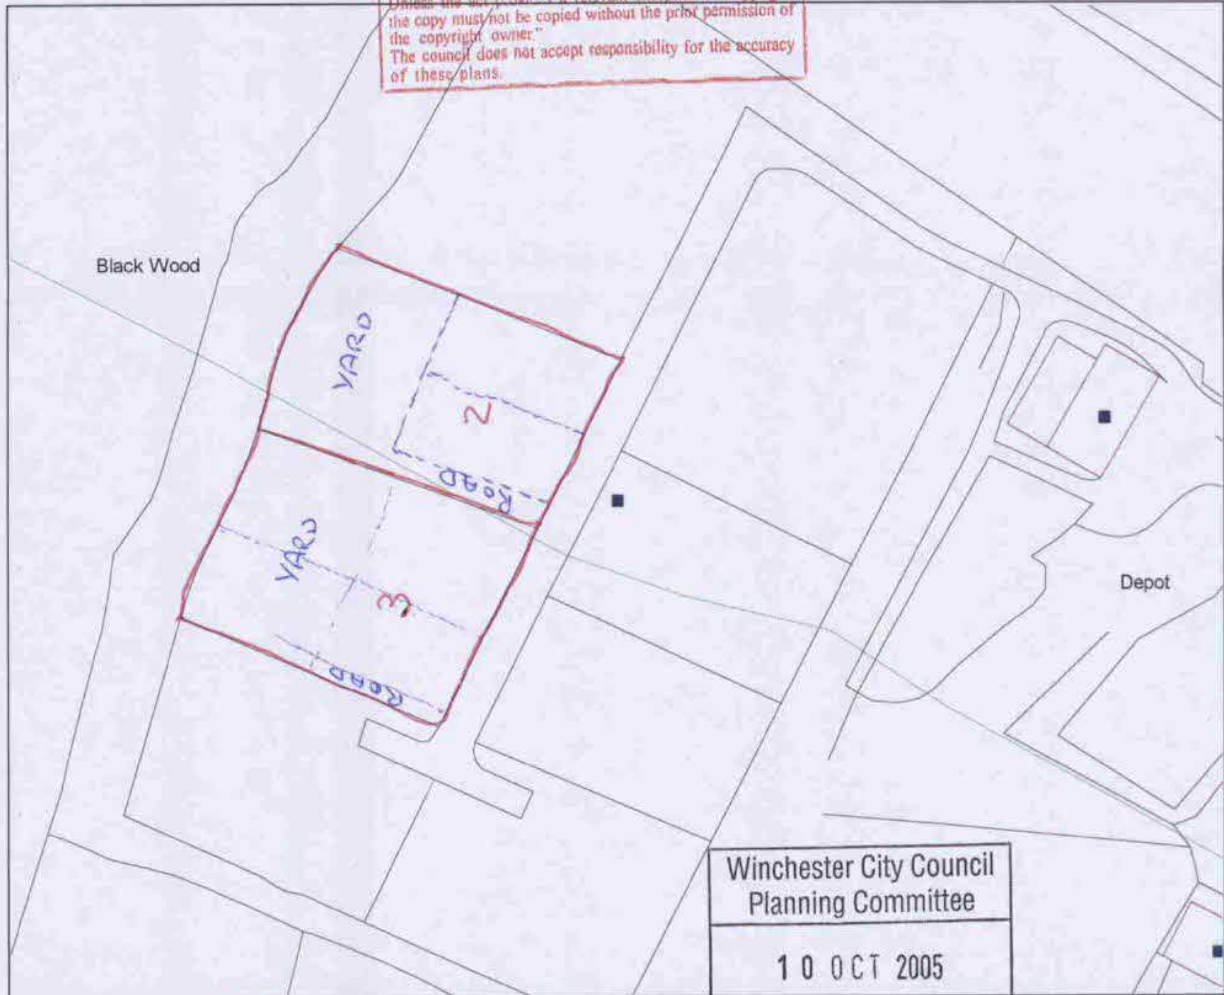 the copy must not be copied without the prior permission of
the copyright owner."
The council does not accept responsibility for the accuracy
of these plans.
Black Wood
YARD
2
ROAD
YARD
3
ROAD
Depot
Winchester City Council
Planning Committee
10 OCT 2005